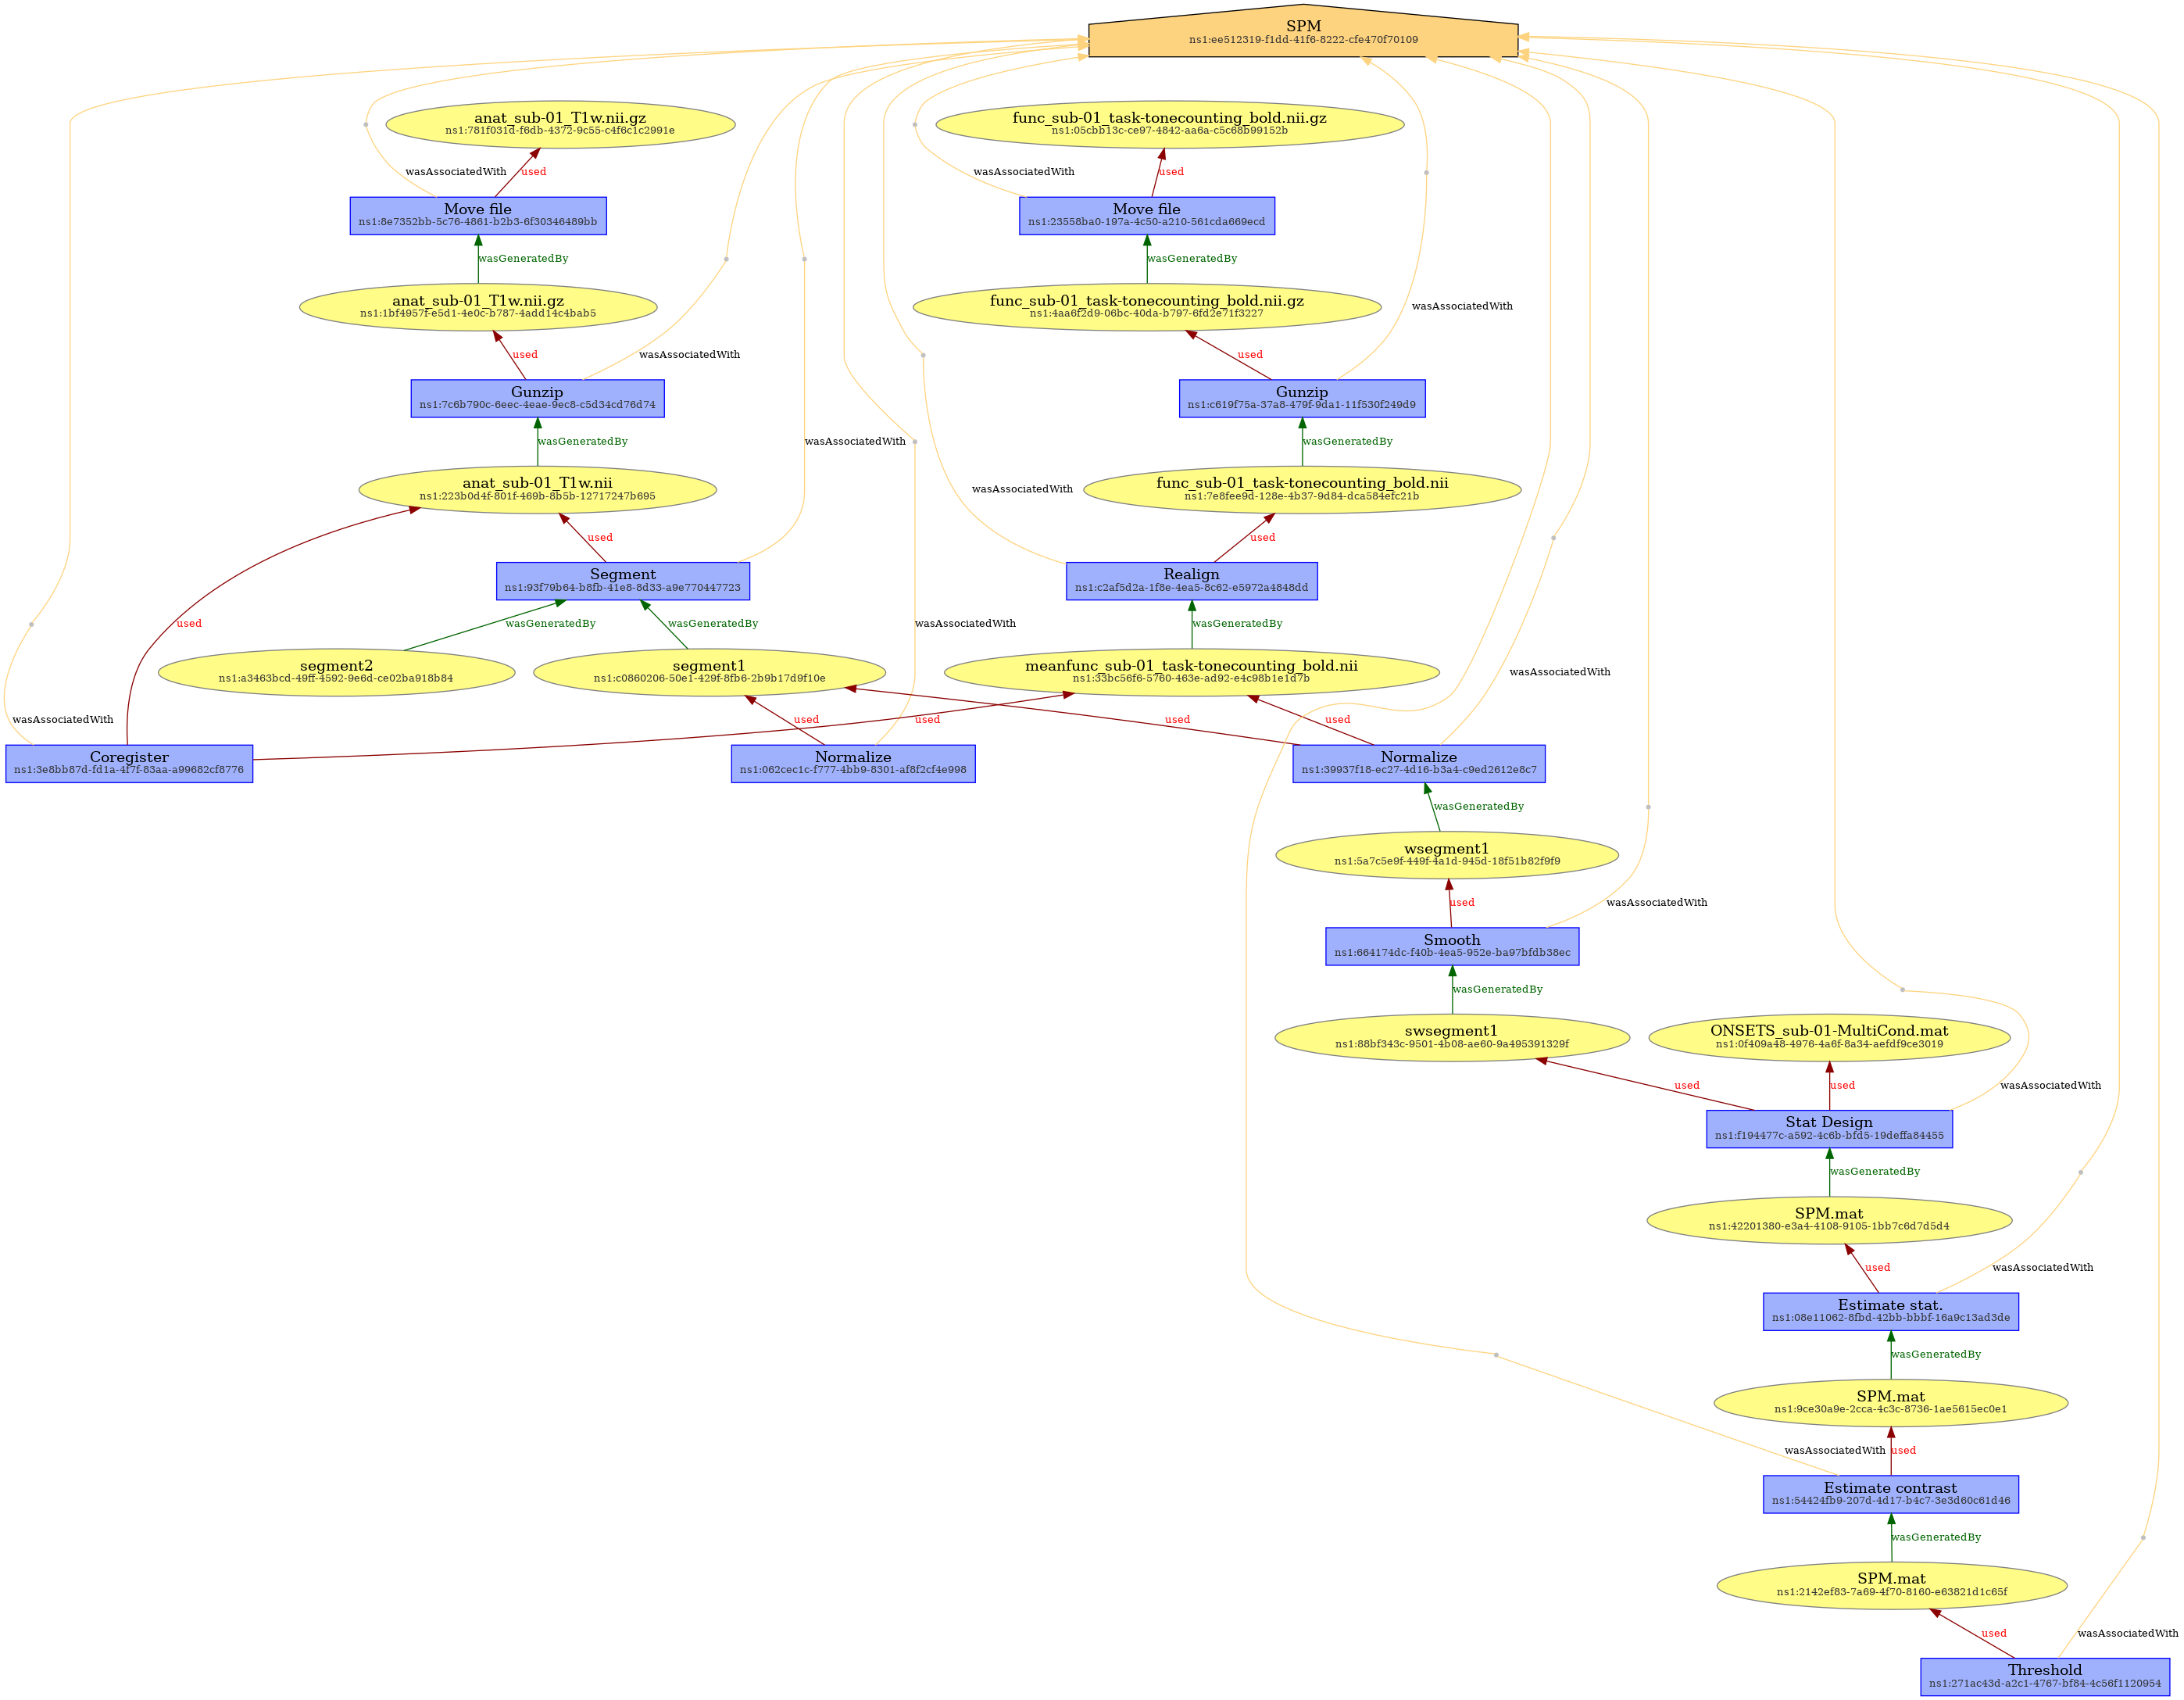 SPM
ns1:ee512319-f1dd-41f6-8222-cfe470f70109
anat_sub-01_T1w.nii.gz
ns1:781f031d-f6db-4372-9c55-c4f6c1c2991e
func_sub-01_task-tonecounting_bold.nii.gz
ns1:05cbb13c-ce97-4842-aa6a-c5c68b99152b
wasAssociatedWith
used
wasAssociatedWith
used
Move file
ns1:8e7352bb-5c76-4861-b2b3-6f30346489bb
Move file
ns1:23558ba0-197a-4c50-a210-561cda669ecd
wasGeneratedBy
wasGeneratedBy
anat_sub-01_T1w.nii.gz
ns1:1bf4957f-e5d1-4e0c-b787-4add14c4bab5
func_sub-01_task-tonecounting_bold.nii.gz
ns1:4aa6f2d9-06bc-40da-b797-6fd2e71f3227
wasAssociatedWith
used
wasAssociatedWith
used
Gunzip
ns1:7c6b790c-6eec-4eae-9ec8-c5d34cd76d74
Gunzip
ns1:c619f75a-37a8-479f-9da1-11f530f249d9
wasGeneratedBy
wasAssociatedWith
wasGeneratedBy
anat_sub-01_T1w.nii
ns1:223b0d4f-801f-469b-8b5b-12717247b695
wasAssociatedWith
func_sub-01_task-tonecounting_bold.nii
ns1:7e8fee9d-128e-4b37-9d84-dca584efc21b
used
used
Segment
ns1:93f79b64-b8fb-41e8-8d33-a9e770447723
Realign
ns1:c2af5d2a-1f8e-4ea5-8c62-e5972a4848dd
used
wasGeneratedBy
wasGeneratedBy
wasAssociatedWith
wasGeneratedBy
segment2
ns1:a3463bcd-49ff-4592-9e6d-ce02ba918b84
segment1
ns1:c0860206-50e1-429f-8fb6-2b9b17d9f10e
meanfunc_sub-01_task-tonecounting_bold.nii
ns1:33bc56f6-5760-463e-ad92-e4c98b1e1d7b
wasAssociatedWith
wasAssociatedWith
used
used
used
used
Coregister
ns1:3e8bb87d-fd1a-4f7f-83aa-a99682cf8776
Normalize
ns1:062cec1c-f777-4bb9-8301-af8f2cf4e998
Normalize
ns1:39937f18-ec27-4d16-b3a4-c9ed2612e8c7
wasGeneratedBy
wsegment1
ns1:5a7c5e9f-449f-4a1d-945d-18f51b82f9f9
used
wasAssociatedWith
Smooth
ns1:664174dc-f40b-4ea5-952e-ba97bfdb38ec
wasGeneratedBy
swsegment1
ns1:88bf343c-9501-4b08-ae60-9a495391329f
ONSETS_sub-01-MultiCond.mat
ns1:0f409a48-4976-4a6f-8a34-aefdf9ce3019
used
used
wasAssociatedWith
Stat Design
ns1:f194477c-a592-4c6b-bfd5-19deffa84455
wasGeneratedBy
SPM.mat
ns1:42201380-e3a4-4108-9105-1bb7c6d7d5d4
used
wasAssociatedWith
Estimate stat.
ns1:08e11062-8fbd-42bb-bbbf-16a9c13ad3de
wasGeneratedBy
SPM.mat
ns1:9ce30a9e-2cca-4c3c-8736-1ae5615ec0e1
wasAssociatedWith
used
Estimate contrast
ns1:54424fb9-207d-4d17-b4c7-3e3d60c61d46
wasGeneratedBy
SPM.mat
ns1:2142ef83-7a69-4f70-8160-e63821d1c65f
used
wasAssociatedWith
Threshold
ns1:271ac43d-a2c1-4767-bf84-4c56f1120954